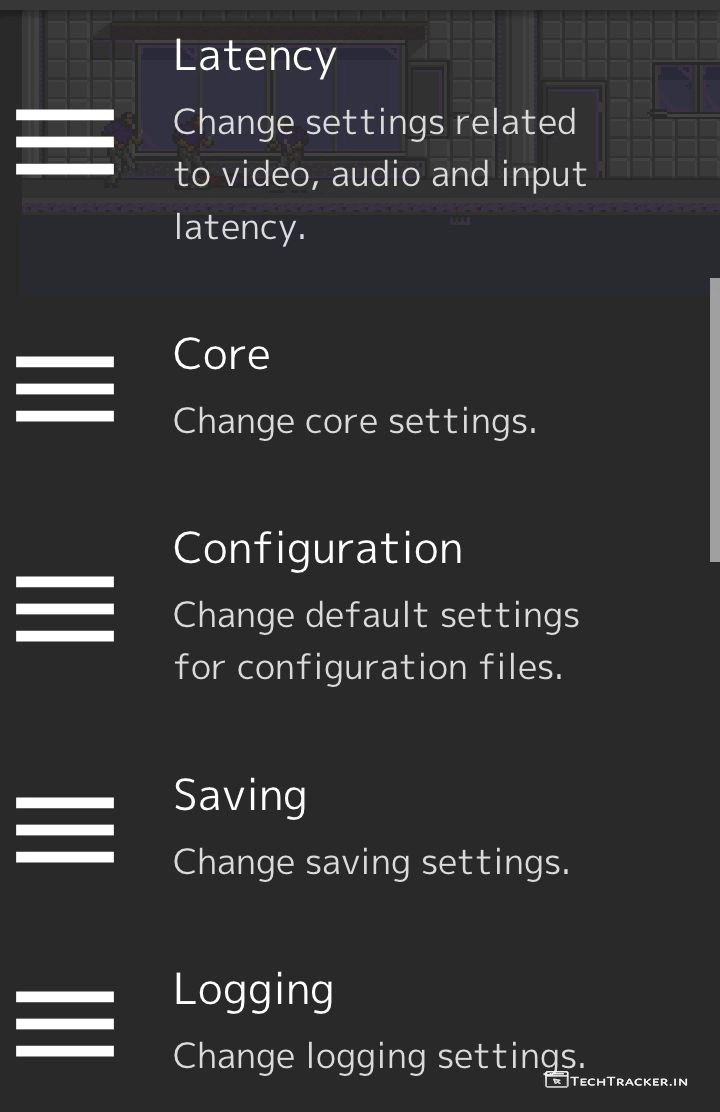 Latency
Change settings related
to video, audio and input
latency.
Core
Change core settings.
Configuration
Change default settings
for configuration files.
Saving
Change saving settings.
Logging
Change logging settings.
TECHTRACKER.IN